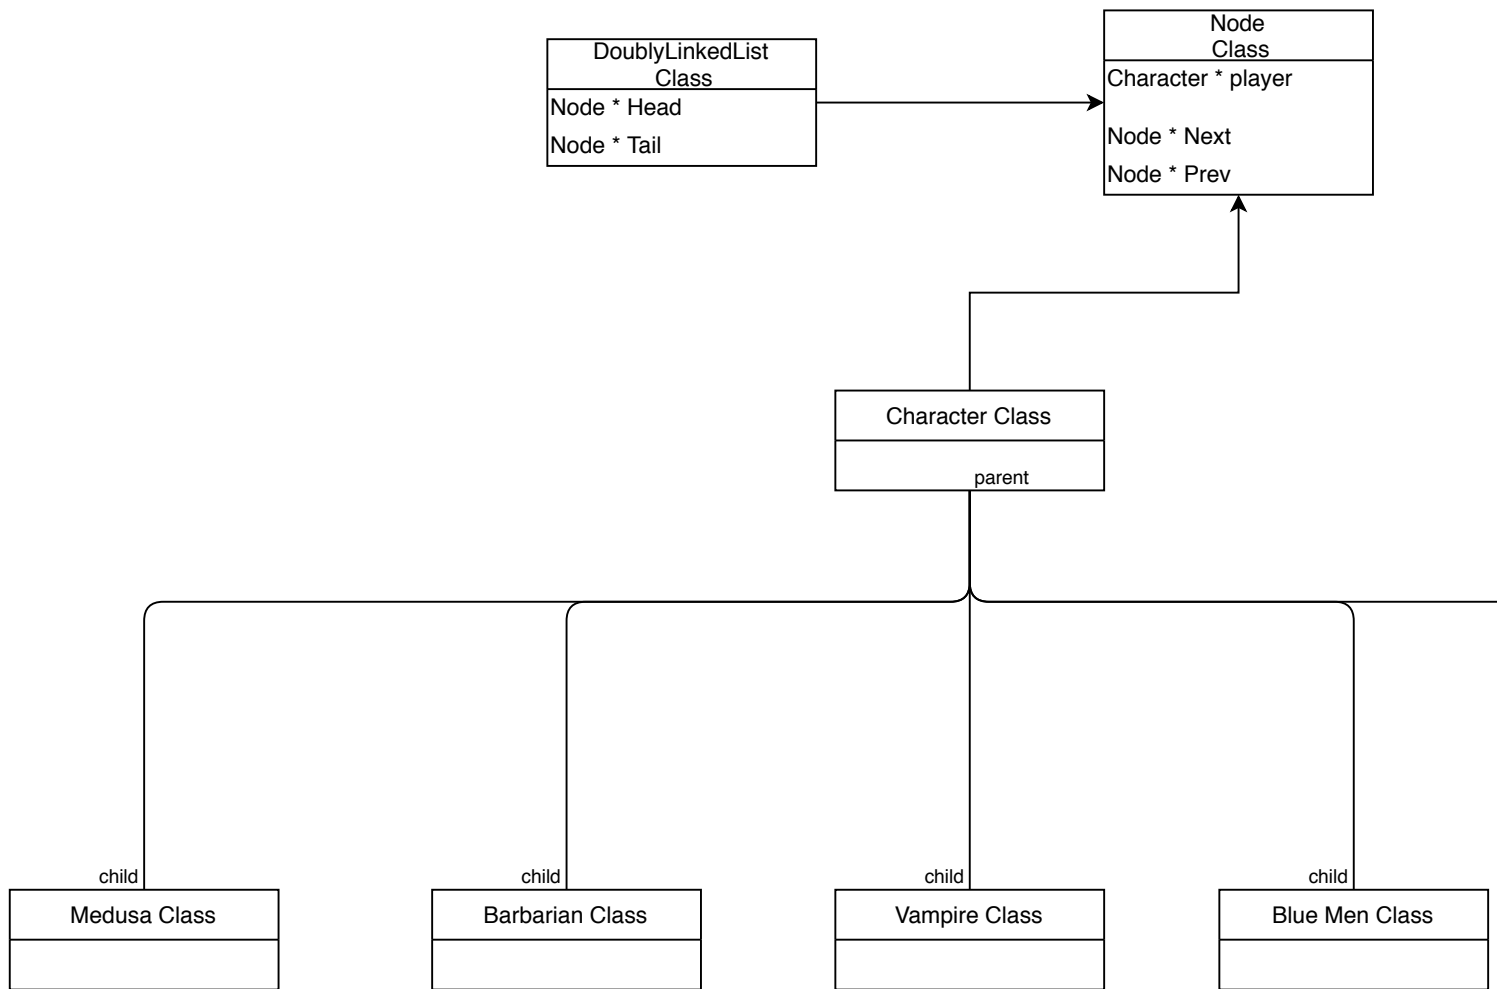 DoublyLinkedList
Class
Node * Head
Node * Tail
Node
Class
Character * player
Node * Next
Node * Prev
Character Class
parent
child
child
child
child
Medusa Class
Barbarian Class
Vampire Class
Blue Men Class